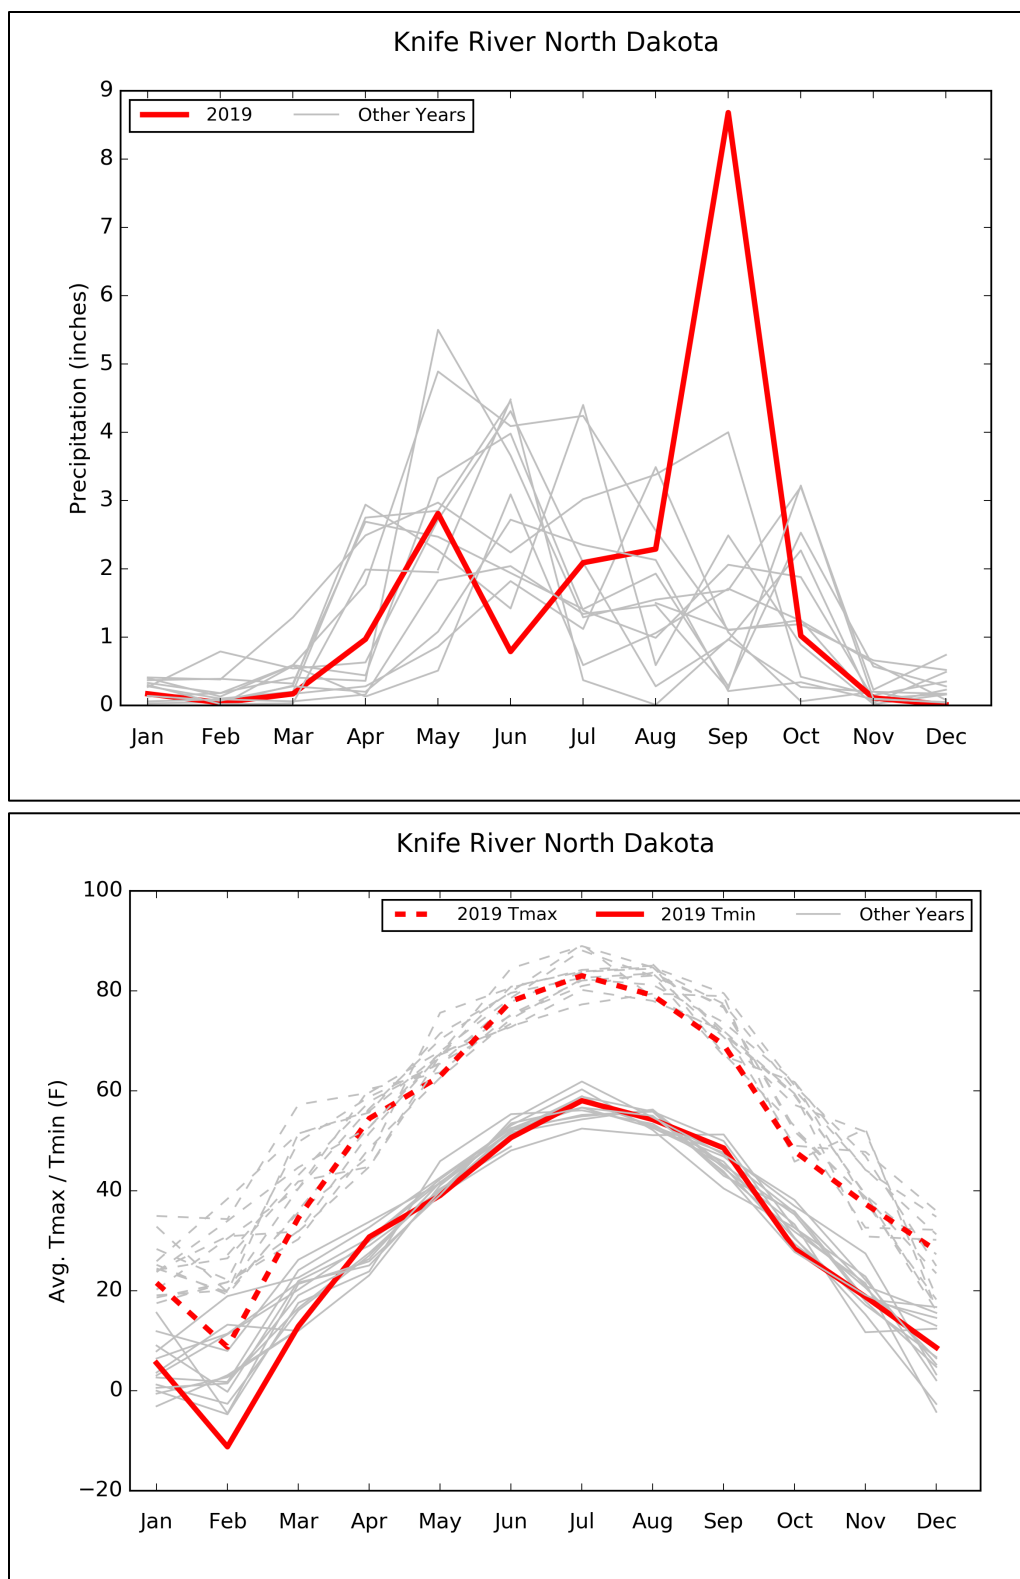 Knife River North Dakota
2019 Other Years
Precipitation (inches)
9
8
7
6
5
4
3
2
1
0
Jan Feb Mar Apr May Jun Jul Aug Sep Oct Nov Dec
Knife River North Dakota
2019 Tmax 2019 Tmin Other Years
Avg. Tmax / Tmin (F)
100
80
60
40
20
0
−20
Jan Feb Mar Apr May Jun Jul Aug Sep Oct Nov Dec